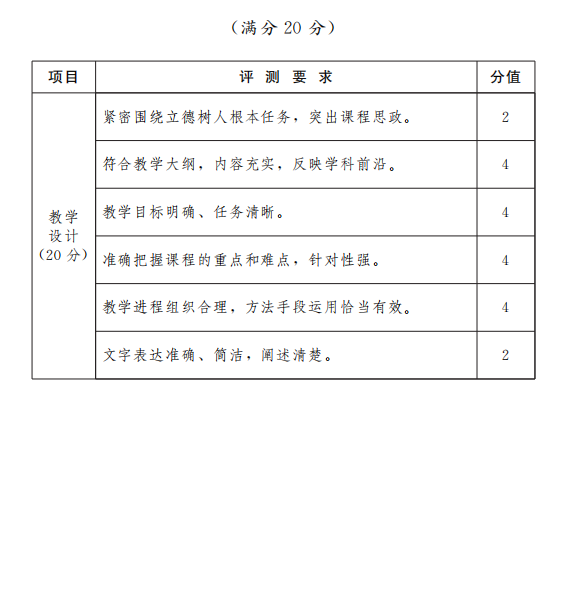 （满分 20 分）
项目 评 测 要 求 分值
紧密围绕立德树人根本任务，突出课程思政。 2
符合教学大纲，内容充实，反映学科前沿。 4
教学目标明确、任务清晰。 4
教学
设计
（20 分）
准确把握课程的重点和难点，针对性强。 4
教学进程组织合理，方法手段运用恰当有效。 4
文字表达准确、简洁，阐述清楚。 2